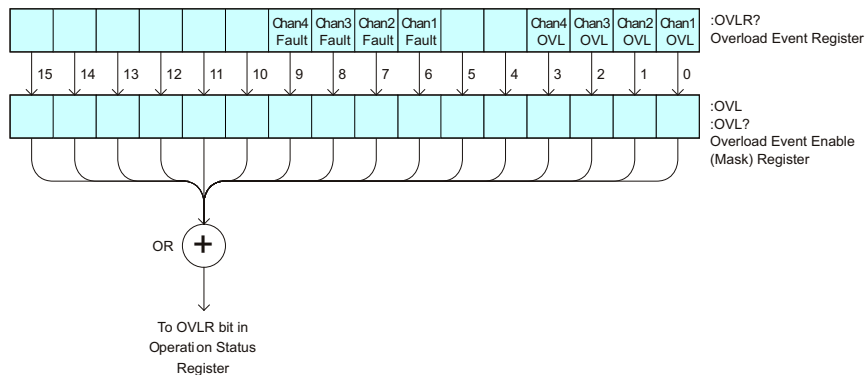 Chan4 Chan3 Chan2 Chan1 Chan4 Chan3 Chan2 Chan1
Fault Fault Fault Fault OVL OVL OVL OVL
:OVLR?
Overload Event Register
15 14 13 12 11 10 9 8 7 6 5 4 3 2 1 0
:OVL
:OVL?
Overload Event Enable
(Mask) Register
OR +
To OVLR bit in
Operation Status
Register